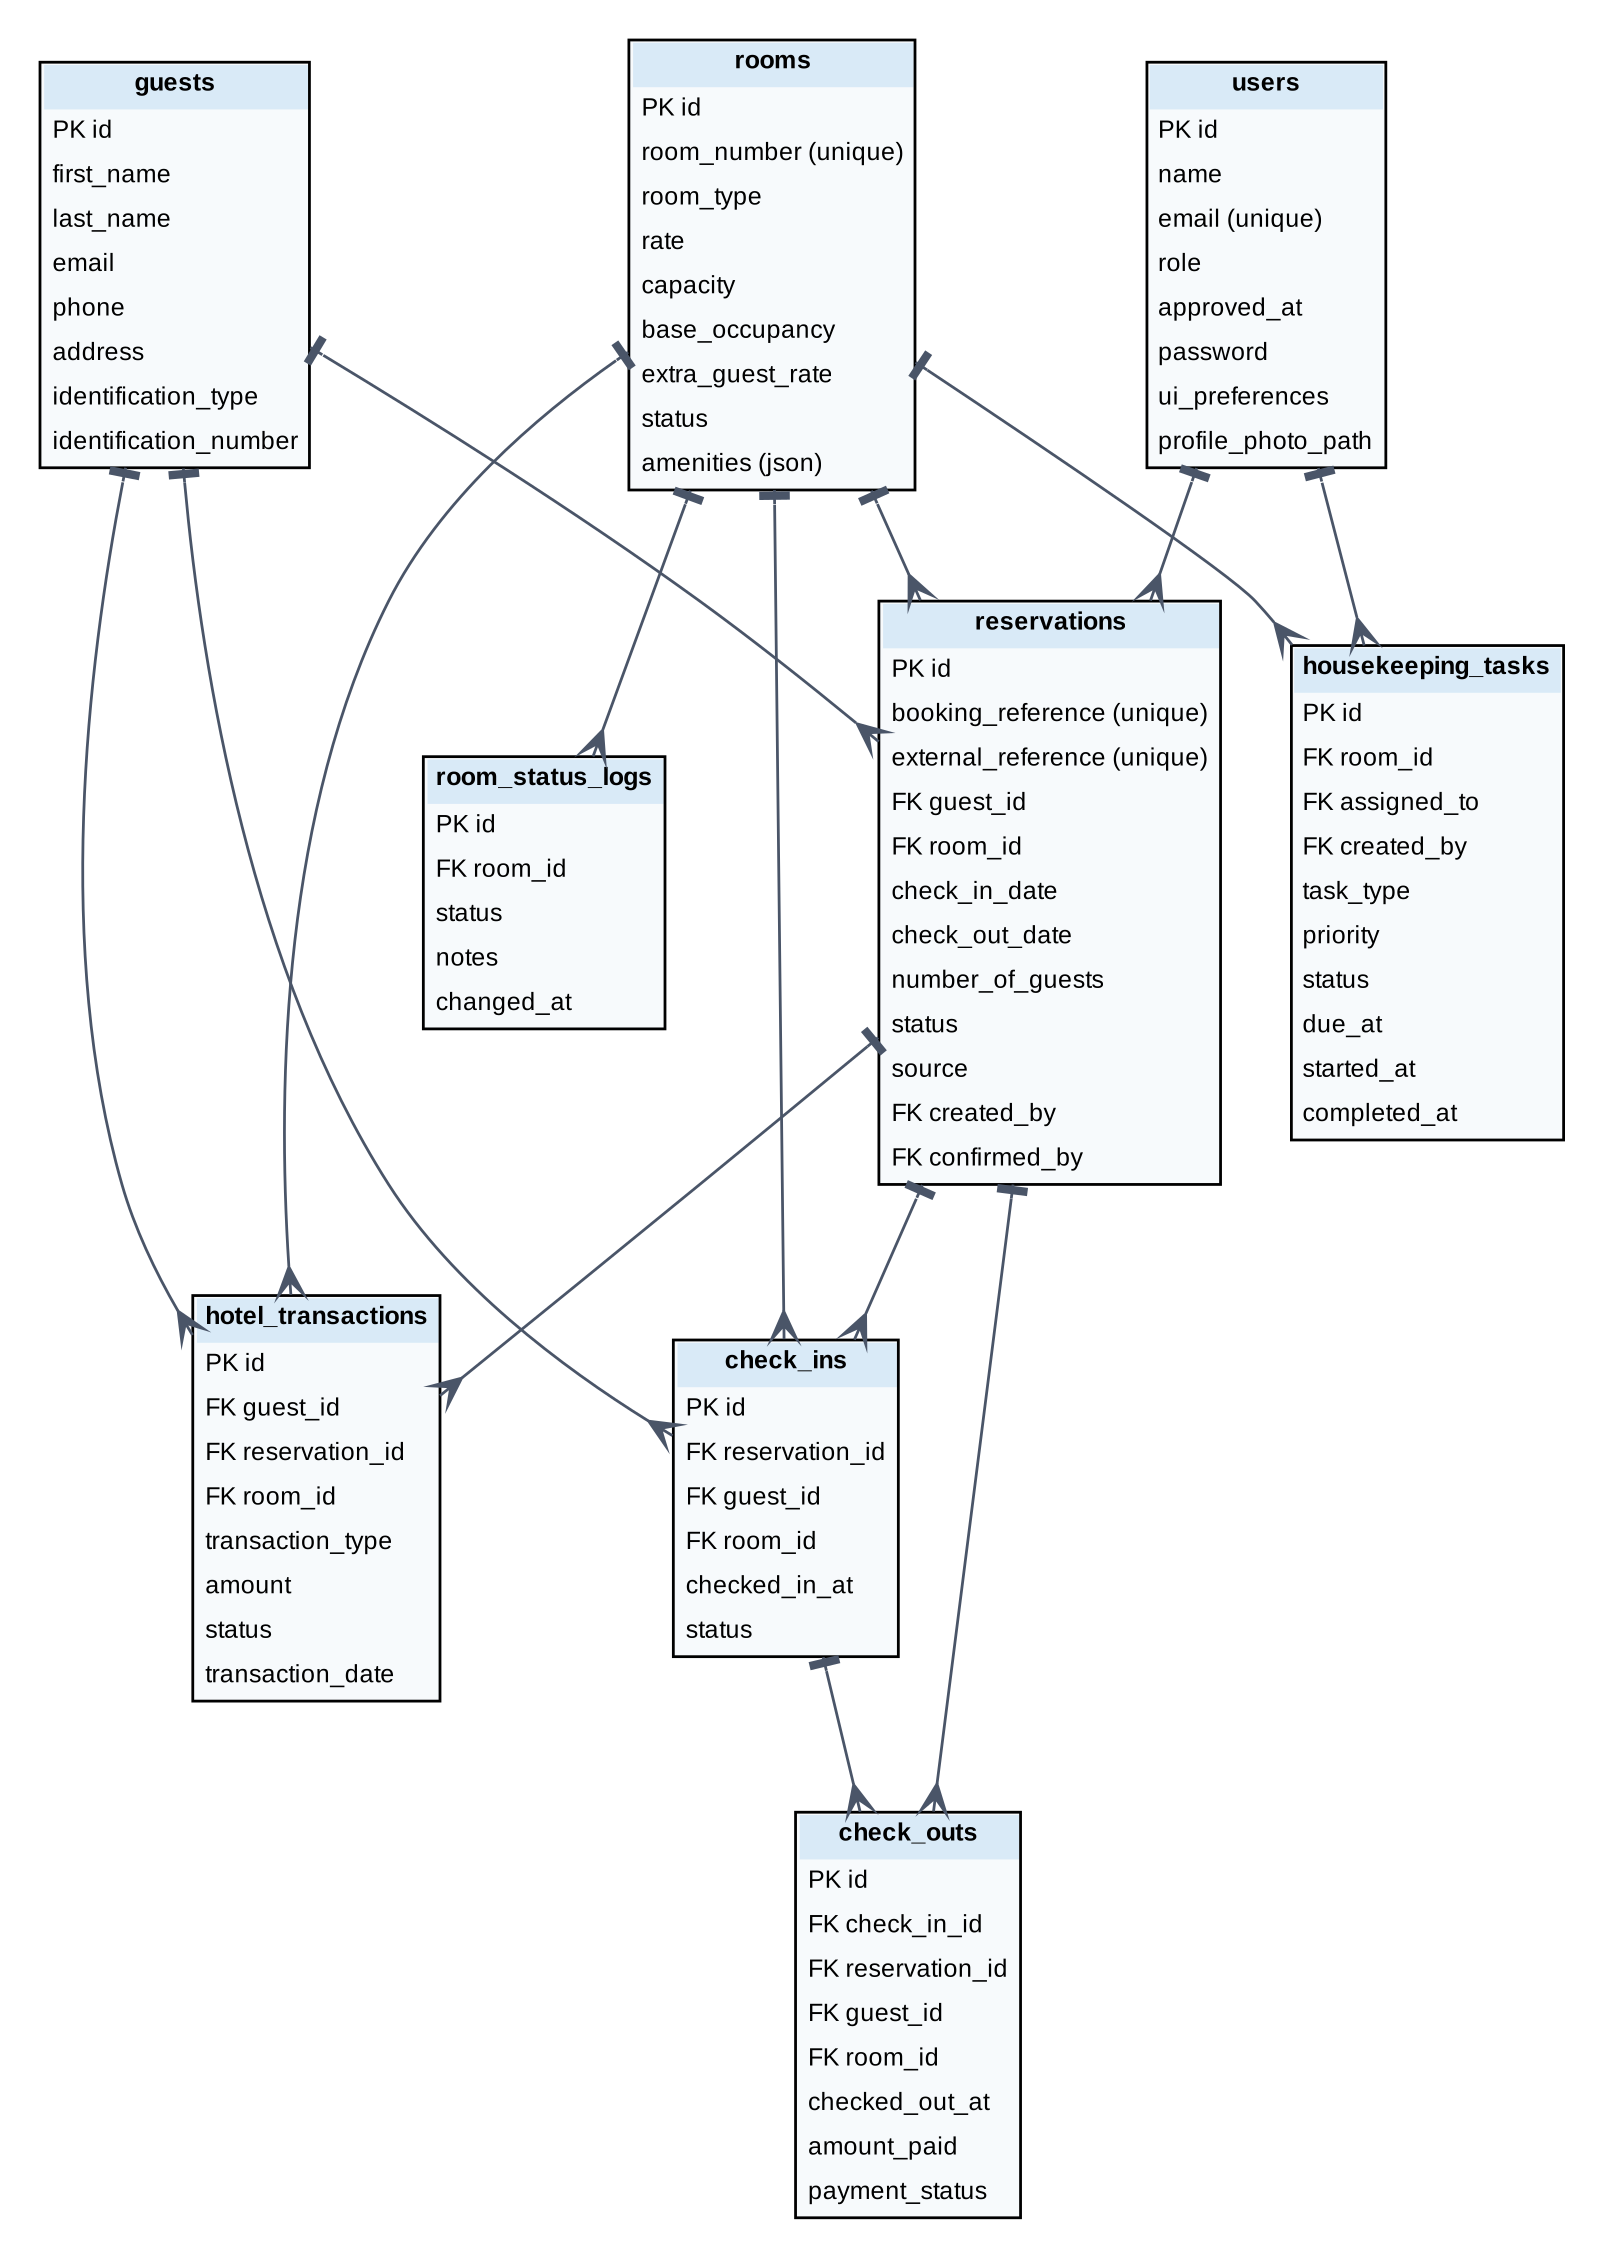 guests
PK id
first_name
last_name
email
phone
address
identification_type
identification_number
rooms
PK id
room_number (unique)
room_type
rate
capacity
base_occupancy
extra_guest_rate
status
amenities (json)
users
PK id
name
email (unique)
role
approved_at
password
ui_preferences
profile_photo_path
reservations
PK id
booking_reference (unique)
external_reference (unique)
FK guest_id
FK room_id
check_in_date
check_out_date
number_of_guests
status
source
FK created_by
FK confirmed_by
housekeeping_tasks
PK id
FK room_id
FK assigned_to
FK created_by
task_type
priority
status
due_at
started_at
completed_at
room_status_logs
PK id
FK room_id
status
notes
changed_at
hotel_transactions
PK id
FK guest_id
FK reservation_id
FK room_id
transaction_type
amount
status
transaction_date
check_ins
PK id
FK reservation_id
FK guest_id
FK room_id
checked_in_at
status
check_outs
PK id
FK check_in_id
FK reservation_id
FK guest_id
FK room_id
checked_out_at
amount_paid
payment_status